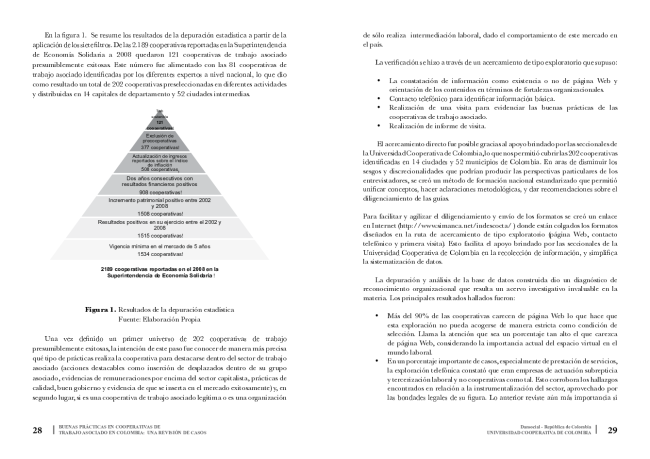 En la figura 1. Se resume los resultados de la depuración estadística a partir de la
aplicación de los siete filtros. De las 2.189 cooperativas reportadas en la Superintendencia
de Economía Solidaria a 2008 quedaron 121 cooperativas de trabajo asociado
presumiblemente exitosos. Este número fue alimentado con las 81 cooperativas de
trabajo asociado identificadas por los diferentes expertos a nivel nacional, lo que dio
como resultado un total de 202 cooperativas preseleccionadas en diferentes actividades
y distribuidas en 14 capitales de departamento y 52 ciudades intermedias.
121
cooperativas!
Exclusión de
precooperativas
377 cooperativas!
Actualización de ingresos
reportados sobre el índice
de inflación
508 cooperativas
Dos años consecutivos con
resultados financieros positivos
908 cooperativas!
Incremento patrimonial positivo entre 2002
y 2008
1508 cooperativas!
Resultados positivos en su ejercicio entre el 2002 y
2008
1515 cooperativas!
Vigencia mínima en el mercado de 5 años
1534 cooperativas!
2189 cooperativas reportadas en el 2008 en la
Superintendencia de Economía Solidaria!
Figura 1. Resultados de la depuración estadística
Fuente: Elaboración Propia
Una vez definido un primer universo de 202 cooperativas de trabajo
presumiblemente exitosos, la intención de este paso fue conocer de manera más precisa
qué tipo de prácticas realiza la cooperativa para destacarse dentro del sector de trabajo
asociado (acciones destacables como inserción de desplazados dentro de su grupo
asociado, evidencias de remuneraciones por encima del sector capitalista, prácticas de
calidad, buen gobierno y evidencia de que se inserta en el mercado exitosamente) y, en
segundo lugar, si es una cooperativa de trabajo asociado legítima o es una organización
28
BUENAS PRÁCTICAS EN COOPERATIVAS DE
TRABAJO ASOCIADO EN COLOMBIA: UNA REVISIÓN DE CASOS
de sólo realiza intermediación laboral, dado el comportamiento de este mercado en
el país.
La verificación se hizo a través de un acercamiento de tipo exploratorio que supuso:
• La constatación de información como existencia o no de página Web y
orientación de los contenidos en términos de fortalezas organizacionales.
• Contacto telefónico para identificar información básica.
• Realización de una visita para evidenciar las buenas prácticas de las
cooperativas de trabajo asociado.
• Realización de informe de visita.
El acercamiento directo fue posible gracias al apoyo brindado por las seccionales de
la Universidad Cooperativa de Colombia, lo que nos permitió cubrir las 202 cooperativas
identificadas en 14 ciudades y 52 municipios de Colombia. En aras de disminuir los
sesgos y discrecionalidades que podrían producir las perspectivas particulares de los
entrevistadores, se creó un método de formación nacional estandarizado que permitió
unificar conceptos, hacer aclaraciones metodológicas, y dar recomendaciones sobre el
diligenciamiento de las guías.
Para facilitar y agilizar el diligenciamiento y envío de los formatos se creó un enlace
en Internet (http://www.simanca.net/indesocta/ ) donde están colgados los formatos
diseñados en la ruta de acercamiento de tipo exploratorio (página Web, contacto
telefónico y primera visita). Esto facilita el apoyo brindado por las seccionales de la
Universidad Cooperativa de Colombia en la recolección de información, y simplifica
la sistematización de datos.
La depuración y análisis de la base de datos construida dio un diagnóstico de
reconocimiento organizacional que resulta un acervo investigativo invaluable en la
materia. Los principales resultados hallados fueron:
• Más del 90% de las cooperativas carecen de página Web lo que hace que
esta exploración no pueda acogerse de manera estricta como condición de
selección. Llama la atención que sea un porcentaje tan alto el que carezca
de página Web, considerando la importancia actual del espacio virtual en el
mundo laboral.
• En un porcentaje importante de casos, especialmente de prestación de servicios,
la exploración telefónica constató que eran empresas de actuación subrepticia
y tercerización laboral y no cooperativas como tal. Esto corrobora los hallazgos
encontrados en relación a la instrumentalización del sector, aprovechado por
las bondades legales de su figura. Lo anterior reviste aún más importancia si
Dansocial - República de Colombia
UNIVERSIDAD COOPERATIVA DE COLOMBIA
29